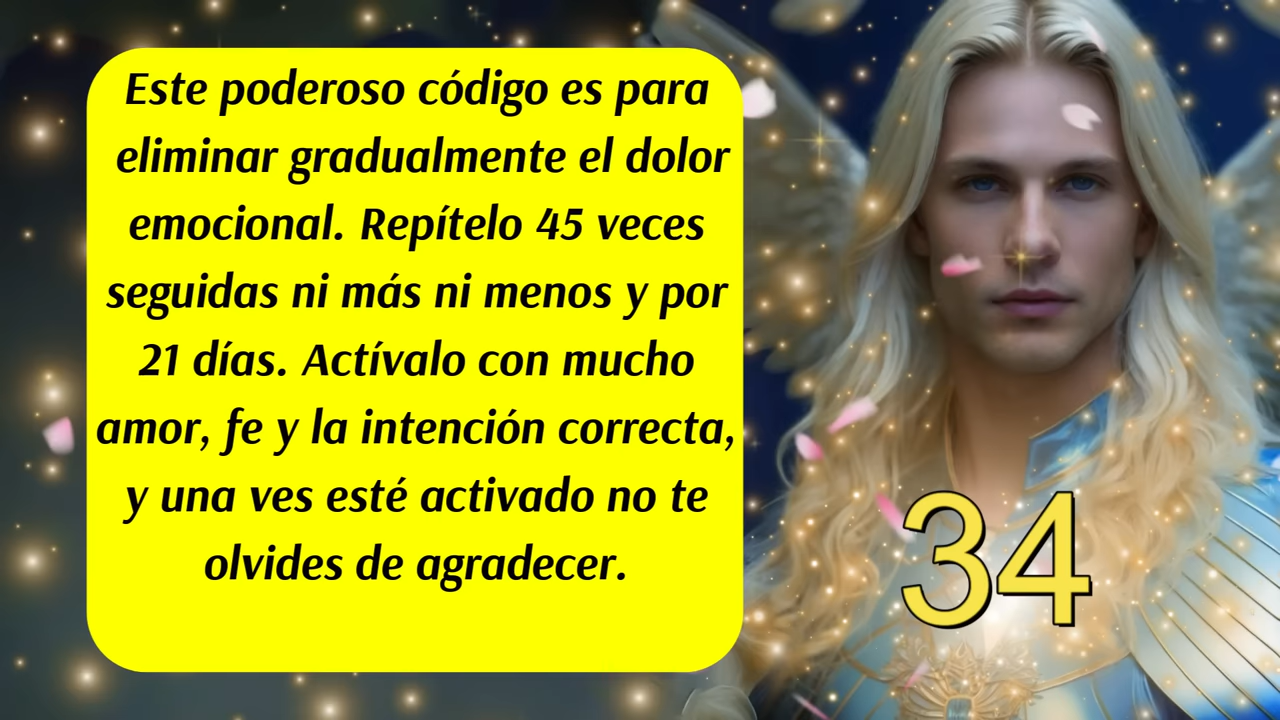 Este poderoso código es para
eliminar gradualmente el dolor
emocional. Repítelo 45 veces
seguidas ni más ni menos y por
21 días. Actívalo con mucho
amor, fe y la intención correcta,
y una ves esté activado no te
olvides de agradecer.
34